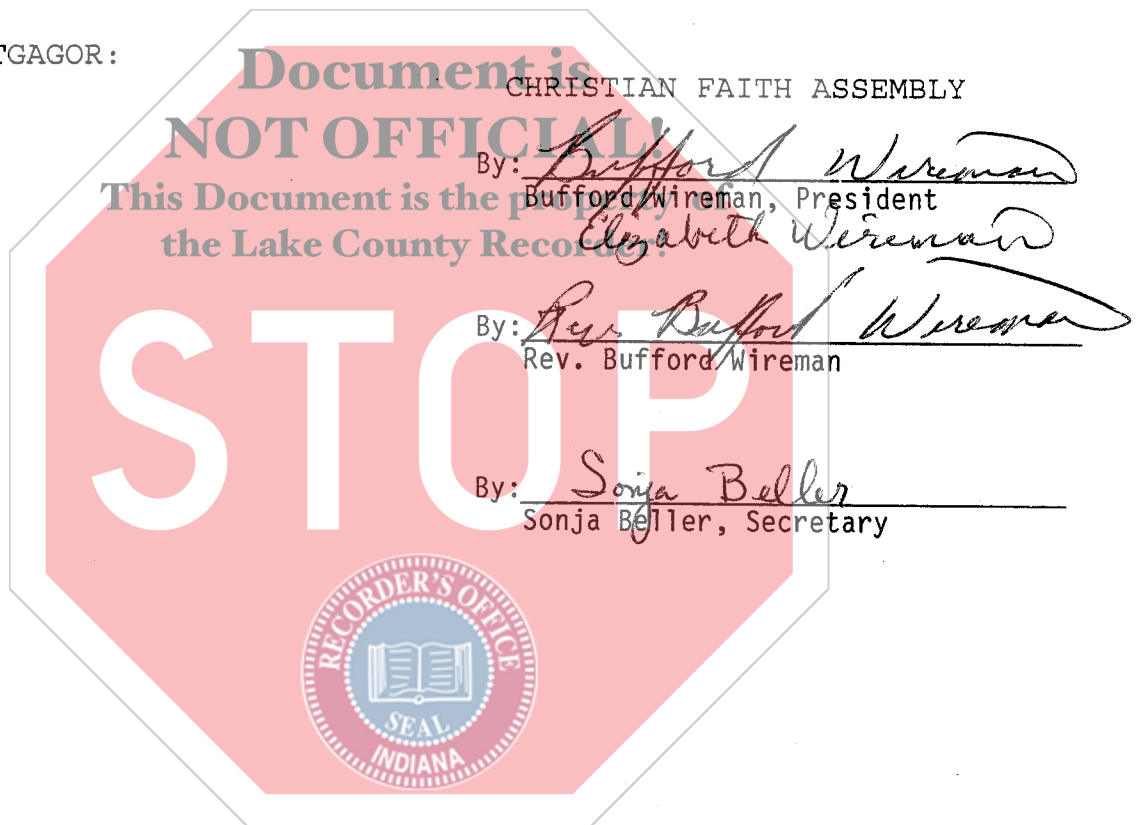 TGAGOR:
Document is
CHRISTIAN FAITH ASSEMBLY
NOT OFFICIAL!
By: Bufford Wireman
This Document is the property of
Bufford Wireman, President
the Lake County Recorder!
Elizabeth Wireman
By: Rev. Bufford Wireman
Rev. Bufford Wireman
STOP
By: Sonja Beller
Sonja Beller, Secretary
RECORDER'S OFFICE
SEAL
INDIANA